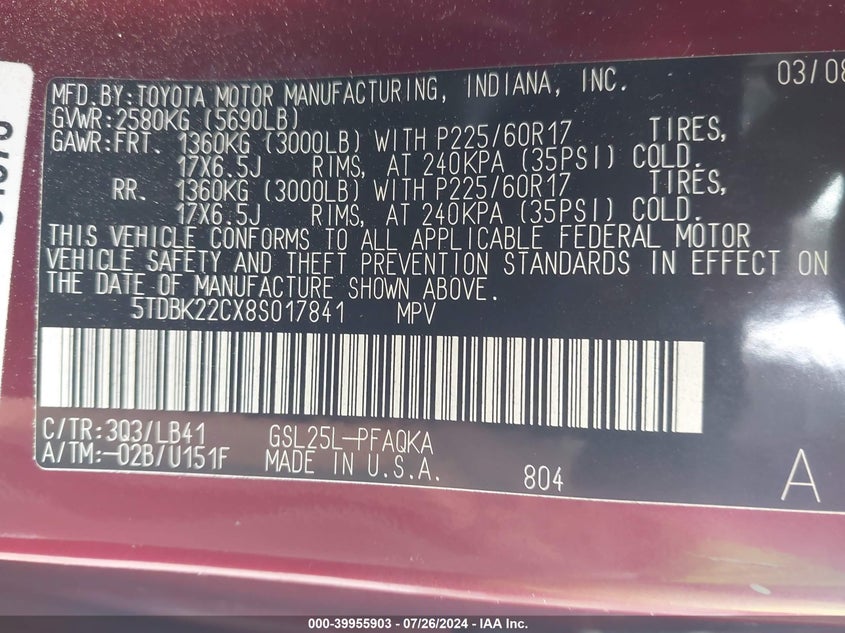 MFD.BY:TOYOTA MOTOR MANUFACTURING, INDIANA, INC. 03/08
GVWR:2580KG (5690LB)
GAWR:FRT. 1360KG (3000LB) WITH P225/60R17 TIRES,
17X6.5J RIMS, AT 240KPA (35PSI) COLD.
RR. 1360KG (3000LB) WITH P225/60R17 TIRES,
17X6.5J RIMS, AT 240KPA (35PSI) COLD.
THIS VEHICLE CONFORMS TO ALL APPLICABLE FEDERAL MOTOR
VEHICLE SAFETY AND THEFT PREVENTION STANDARDS IN EFFECT ON
THE DATE OF MANUFACTURE SHOWN ABOVE.
5TDBK22CX8S017841 MPV
C/TR:3Q3/LB41 GSL25L-PFAQKA
A/TM:-02B/U151F MADE IN U.S.A. 804 A
000-39955903 - 07/26/2024 - IAA Inc.